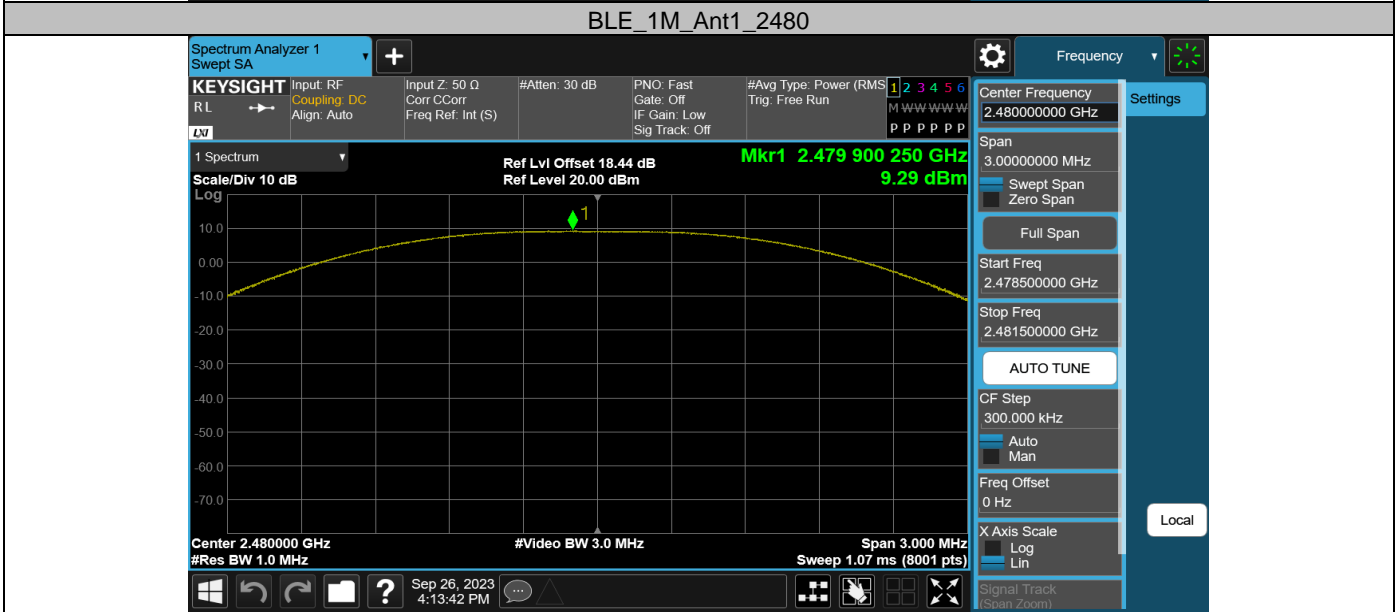 BLE_1M_Ant1_2480
Spectrum Analyzer 1
Swept SA
+
Frequency
KEYSIGHT
RL
LXI
Input: RF
Coupling: DC
Align: Auto
Input Z: 50 Ω
Corr CCorr
Freq Ref: Int (S)
#Atten: 30 dB
PNO: Fast
Gate: Off
IF Gain: Low
Sig Track: Off
#Avg Type: Power (RMS
Trig: Free Run
1 2 3 4 5 6
M W W W W W
P P P P P P
1 Spectrum
Scale/Div 10 dB
Ref Lvl Offset 18.44 dB
Ref Level 20.00 dBm
Mkr1 2.479 900 250 GHz
9.29 dBm
Log
1
10.0
0.00
-10.0
-20.0
-30.0
-40.0
-50.0
-60.0
-70.0
Center 2.480000 GHz
#Video BW 3.0 MHz
Span 3.000 MHz
#Res BW 1.0 MHz
Sweep 1.07 ms (8001 pts)
?
Sep 26, 2023
4:13:42 PM
Center Frequency
2.480000000 GHz
Settings
Span
3.00000000 MHz
Swept Span
Zero Span
Full Span
Start Freq
2.478500000 GHz
Stop Freq
2.481500000 GHz
AUTO TUNE
CF Step
300.000 kHz
Auto
Man
Freq Offset
0 Hz
Local
X Axis Scale
Log
Lin
Signal Track
(Span Zoom)